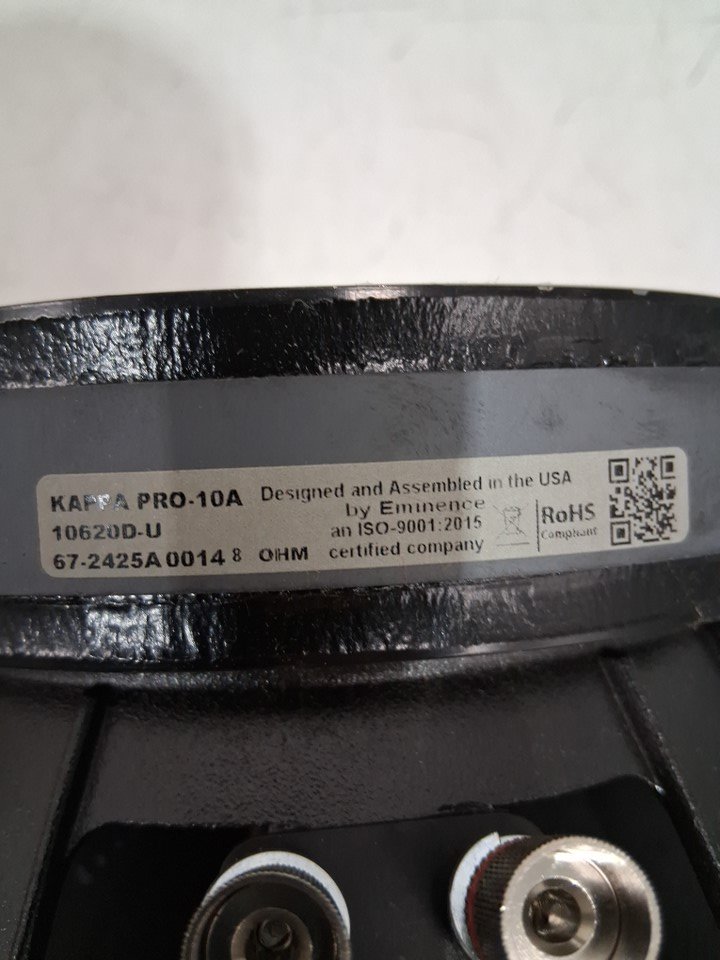 KAPPA PRO-10A
10620D-U
67-2425A 0014 8 OHM
Designed and Assembled in the USA
by Eminence
an ISO-9001:2015
certified company
RoHS
Compliant